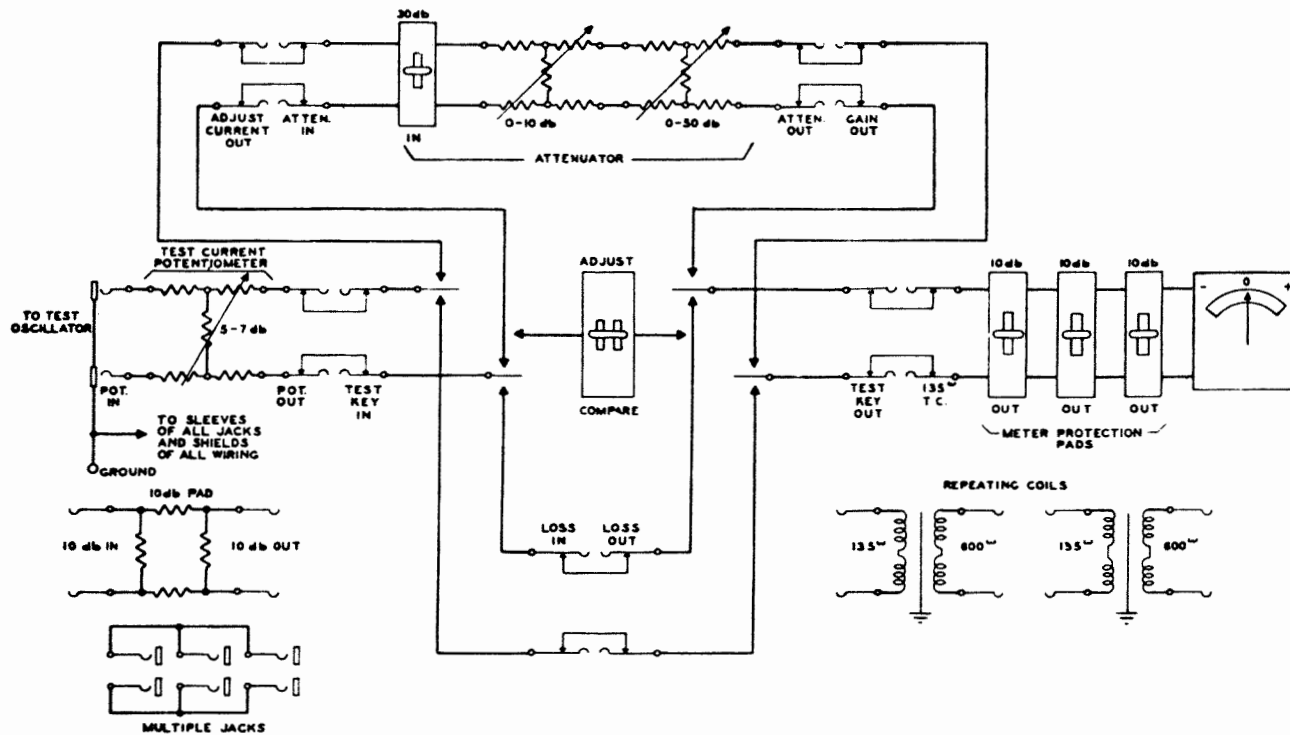 30db
ADJUST
CURRENT
OUT
ATTEN.
IN
IN
0-10 db
0-50 db
ATTENUATOR
ATTEN.
OUT
GAIN
OUT
TEST CURRENT
POTENTIOMETER
TO TEST
OSCILLATOR
5-7 db
POT.
IN
POT.
OUT
TEST
KEY
IN
TO SLEEVES
OF ALL JACKS
AND SHIELDS
OF ALL WIRING
GROUND
ADJUST
COMPARE
TEST
KEY
OUT
135ω
T C.
10db
10db
10db
OUT
OUT
OUT
METER PROTECTION
PADS
- 0 +
10db PAD
10 db IN
10 db OUT
LOSS
IN
LOSS
OUT
REPEATING COILS
135ω
600ω
135ω
600ω
MULTIPLE JACKS